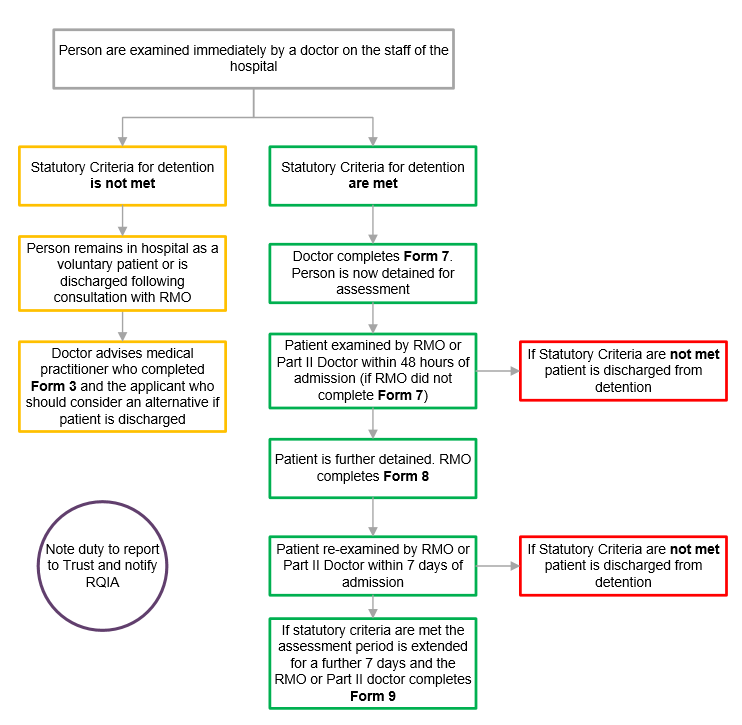 Person are examined immediately by a doctor on the staff of the
hospital
Statutory Criteria for detention
is not met
Statutory Criteria for detention
are met
Person remains in hospital as a
voluntary patient or is
discharged following
consultation with RMO
Doctor completes Form 7.
Person is now detained for
assessment
Doctor advises medical
practitioner who completed
Form 3 and the applicant who
should consider an alternative if
patient is discharged
Patient examined by RMO or
Part II Doctor within 48 hours of
admission (if RMO did not
complete Form 7)
If Statutory Criteria are not met
patient is discharged from
detention
Patient is further detained. RMO
completes Form 8
Note duty to report
to Trust and notify
RQIA
Patient re-examined by RMO or
Part II Doctor within 7 days of
admission
If Statutory Criteria are not met
patient is discharged from
detention
If statutory criteria are met the
assessment period is extended
for a further 7 days and the
RMO or Part II doctor completes
Form 9